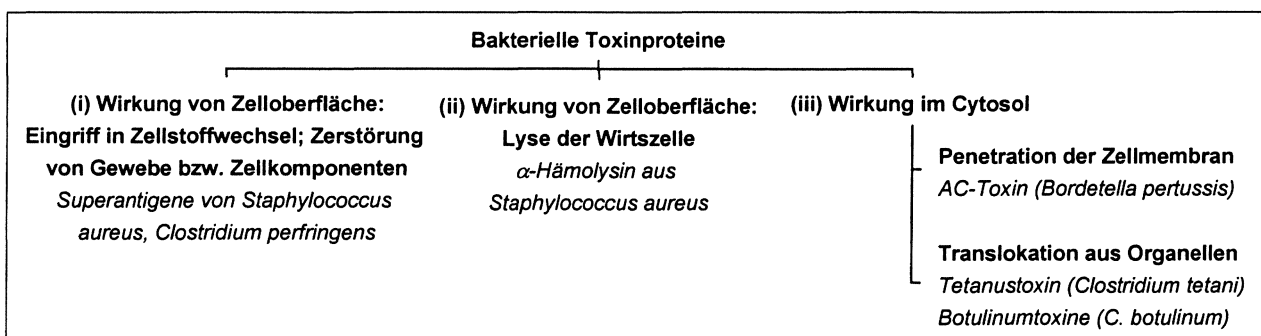 Bakterielle Toxinproteine
(i) Wirkung von Zelloberfläche:
Eingriff in Zellstoffwechsel; Zerstörung
von Gewebe bzw. Zellkomponenten
Superantigene von Staphylococcus
aureus, Clostridium perfringens
(ii) Wirkung von Zelloberfläche:
Lyse der Wirtszelle
α-Hämolysin aus
Staphylococcus aureus
(iii) Wirkung im Cytosol
Penetration der Zellmembran
AC-Toxin (Bordetella pertussis)
Translokation aus Organellen
Tetanustoxin (Clostridium tetani)
Botulinumtoxine (C. botulinum)